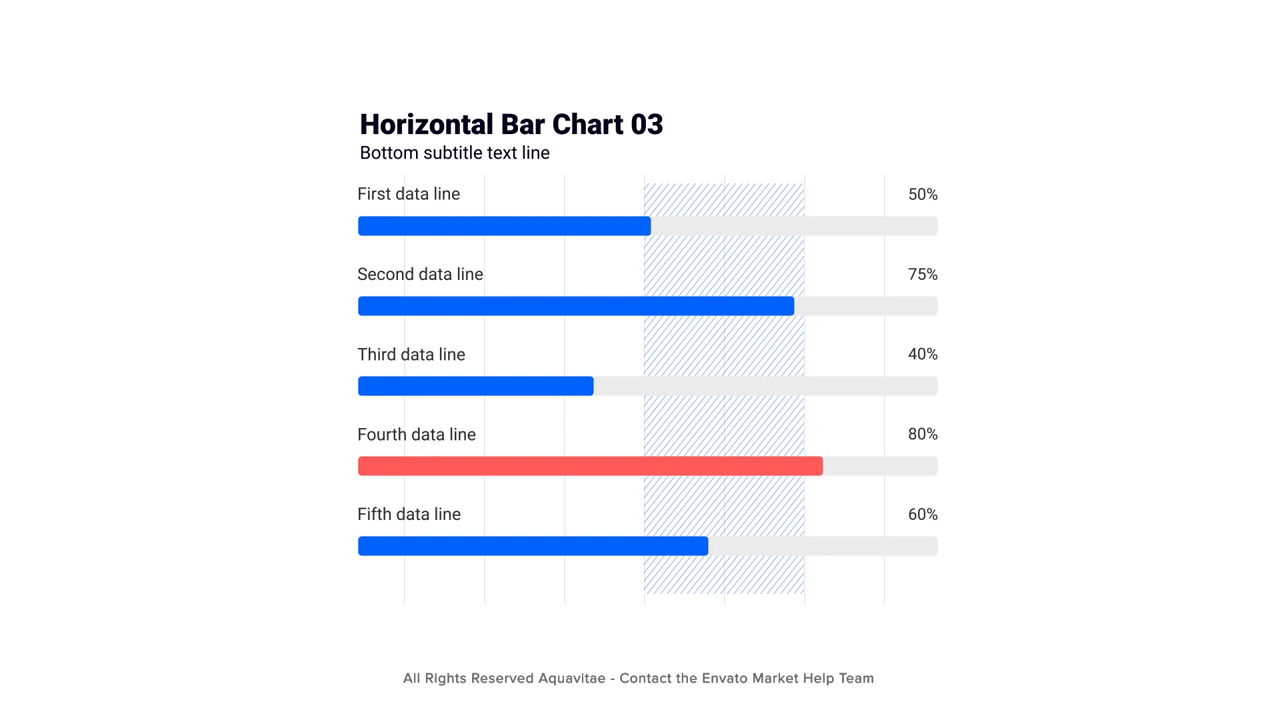 Horizontal Bar Chart 03
Bottom subtitle text line
First data line 50%
Second data line 75%
Third data line 40%
Fourth data line 80%
Fifth data line 60%
All Rights Reserved Aquavitae - Contact the Envato Market Help Team